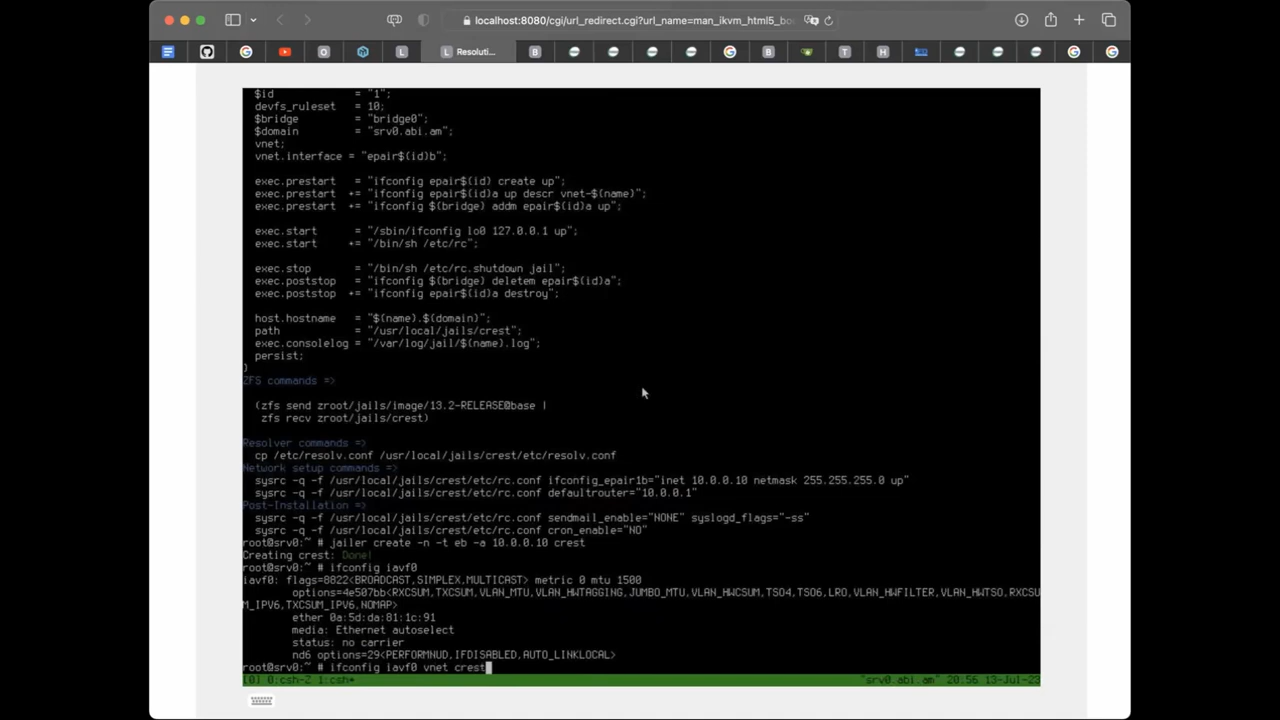 localhost:8080/cgi/url_redirect.cgi?url_name=man_ikvm_html5_bo
Resoluti...
$id = "1";
devfs_ruleset = 10;
$bridge = "bridge0";
$domain = "srv0.abi.am";
vnet;
vnet.interface = "epair$(id)b";
exec.prestart = "ifconfig epair$(id) create up";
exec.prestart += "ifconfig epair$(id)a up descr vnet-$(name)";
exec.prestart += "ifconfig $(bridge) addm epair$(id)a up";
exec.start = "/sbin/ifconfig lo0 127.0.0.1 up";
exec.start += "/bin/sh /etc/rc";
exec.stop = "/bin/sh /etc/rc.shutdown jail";
exec.poststop = "ifconfig $(bridge) deletem epair$(id)a";
exec.poststop += "ifconfig epair$(id)a destroy";
host.hostname = "$(name).$(domain)";
path = "/usr/local/jails/crest";
exec.consolelog = "/var/log/jail/$(name).log";
persist;
}
ZFS commands =>
(zfs send zroot/jails/image/13.2-RELEASE@base |
zfs recv zroot/jails/crest)
Resolver commands =>
cp /etc/resolv.conf /usr/local/jails/crest/etc/resolv.conf
Network setup commands =>
sysrc -q -f /usr/local/jails/crest/etc/rc.conf ifconfig_epair1b="inet 10.0.0.10 netmask 255.255.255.0 up"
sysrc -q -f /usr/local/jails/crest/etc/rc.conf defaultrouter="10.0.0.1"
Post-Installation =>
sysrc -q -f /usr/local/jails/crest/etc/rc.conf sendmail_enable="NONE" syslogd_flags="-ss"
sysrc -q -f /usr/local/jails/crest/etc/rc.conf cron_enable="NO"
root@srv0:~ # jailer create -n -t eb -a 10.0.0.10 crest
Creating crest: Done!
root@srv0:~ # ifconfig iavf0
iavf0: flags=8822<BROADCAST,SIMPLEX,MULTICAST> metric 0 mtu 1500
options=4e507bb<RXCSUM,TXCSUM,VLAN_MTU,VLAN_HWTAGGING,JUMBO_MTU,VLAN_HWCSUM,TSO4,TSO6,LRO,VLAN_HWFILTER,VLAN_HWTSO,RXCSU
M_IPV6,TXCSUM_IPV6,NOMAP>
ether 0a:5d:da:81:1c:91
media: Ethernet autoselect
status: no carrier
nd6 options=29<PERFORMNUD,IFDISABLED,AUTO_LINKLOCAL>
root@srv0:~ # ifconfig iavf0 vnet crest
[0] 0:csh-Z 1:csh* "srv0.abi.am" 20:56 13-Jul-23